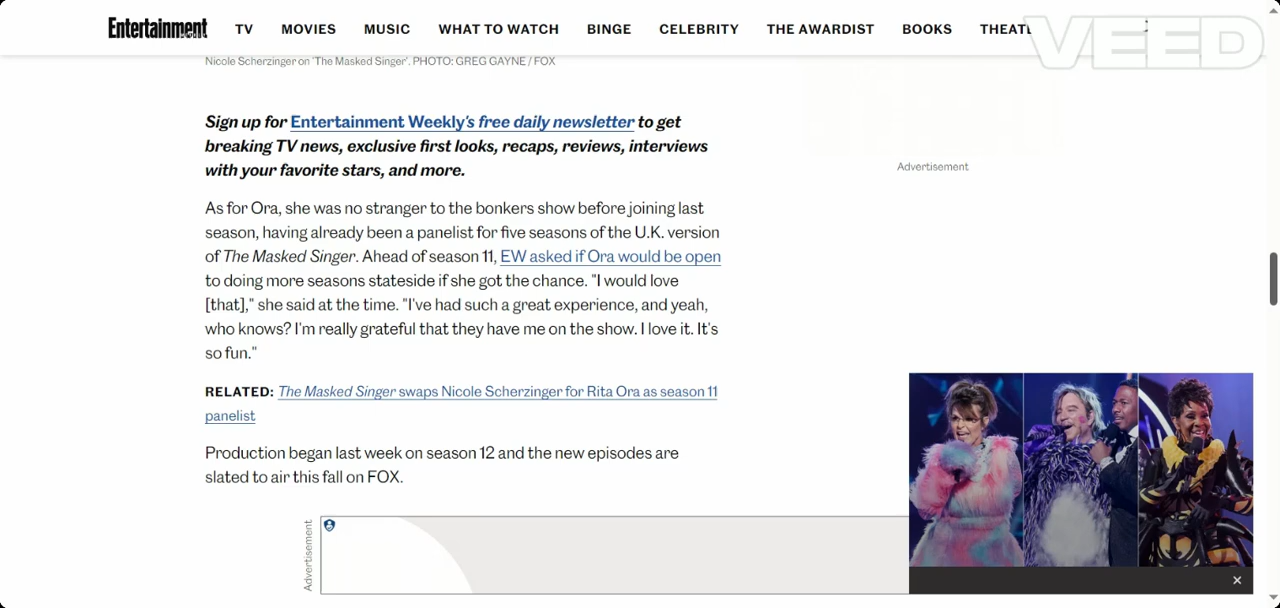 Entertainment
TV
MOVIES
MUSIC
WHAT TO WATCH
BINGE
CELEBRITY
THE AWARDIST
BOOKS
VEED
Nicole Scherzinger on 'The Masked Singer'. PHOTO: GREG GAYNE / FOX
Sign up for Entertainment Weekly's free daily newsletter to get
breaking TV news, exclusive first looks, recaps, reviews, interviews
with your favorite stars, and more.
Advertisement
As for Ora, she was no stranger to the bonkers show before joining last
season, having already been a panelist for five seasons of the U.K. version
of The Masked Singer. Ahead of season 11, EW asked if Ora would be open
to doing more seasons stateside if she got the chance. "I would love
[that]," she said at the time. "I've had such a great experience, and yeah,
who knows? I'm really grateful that they have me on the show. I love it. It's
so fun."
RELATED: The Masked Singer swaps Nicole Scherzinger for Rita Ora as season 11
panelist
Production began last week on season 12 and the new episodes are
slated to air this fall on FOX.
Advertisement